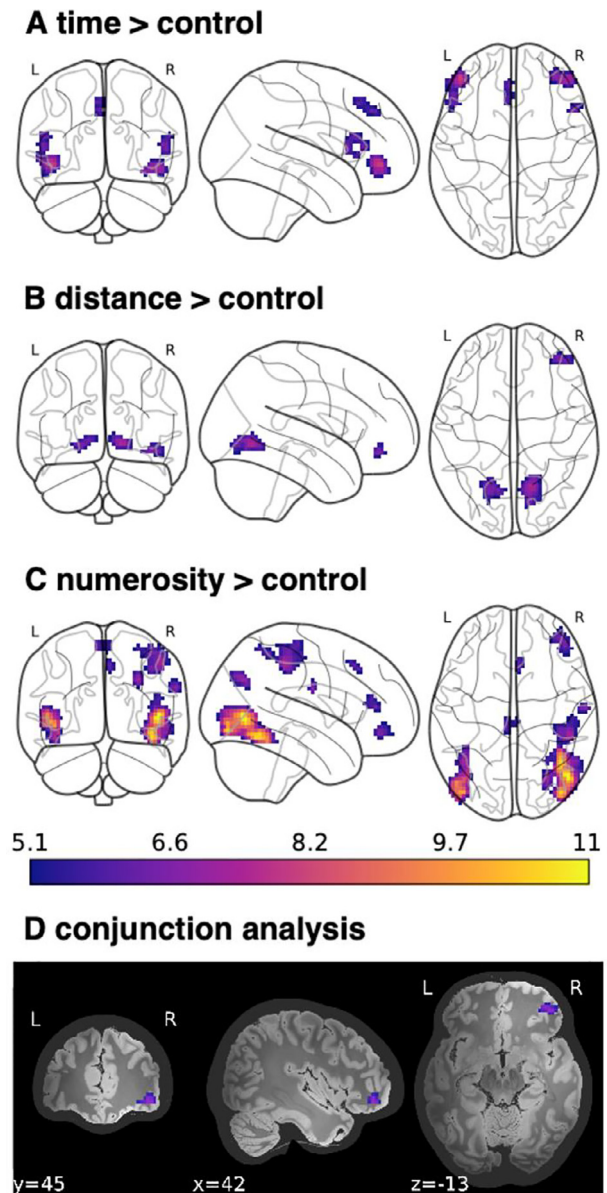 A time > control
L R L R
B distance > control
L R L R
C numerosity > control
L R L R
5.1 6.6 8.2 9.7 11
D conjunction analysis
L R L R
y=45 x=42 z=-13